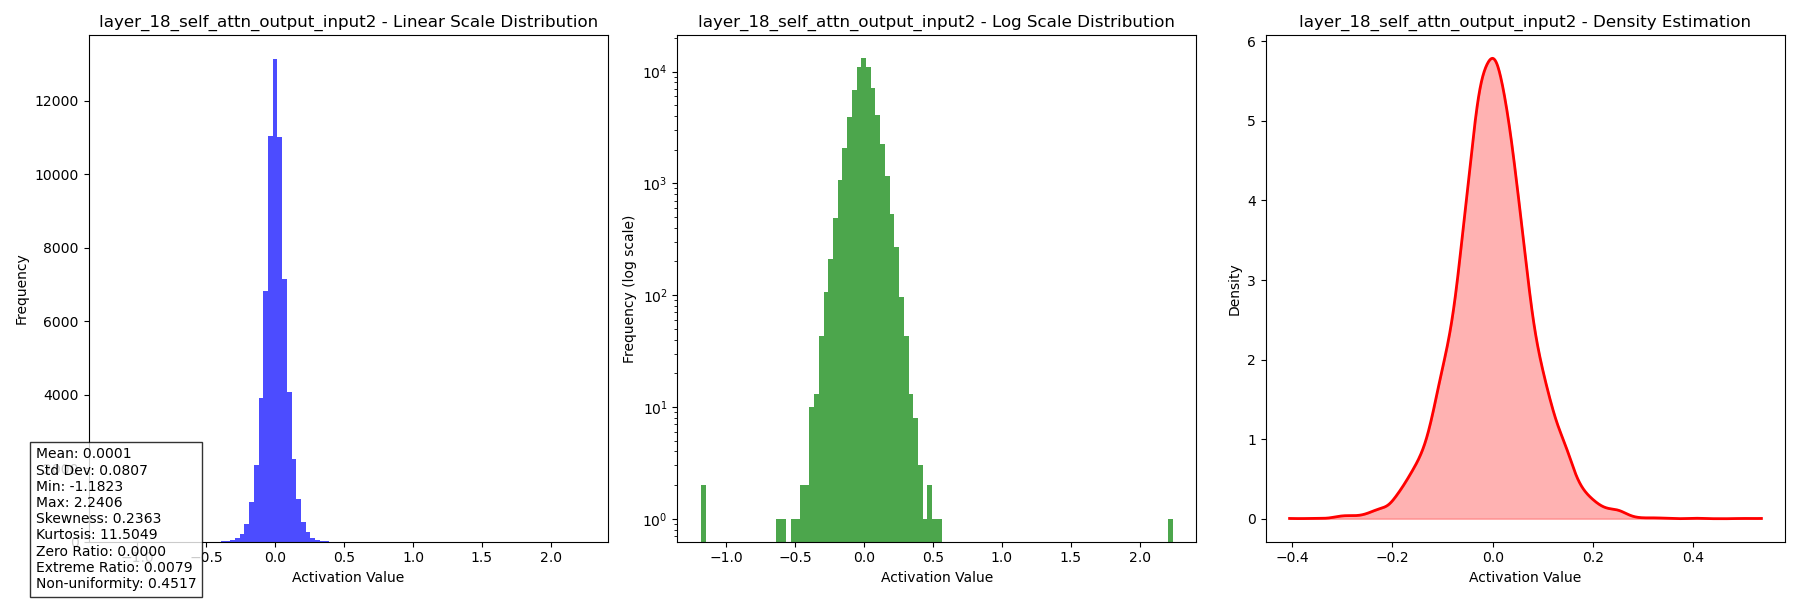 layer_18_self_attn_output_input2 - Linear Scale Distribution
12000
10000
8000
6000
4000
Frequency
−0.5
0.0
0.5
1.0
1.5
2.0
Activation Value
Mean: 0.0001
Std Dev: 0.0807
Min: -1.1823
Max: 2.2406
Skewness: 0.2363
Kurtosis: 11.5049
Zero Ratio: 0.0000
Extreme Ratio: 0.0079
Non-uniformity: 0.4517
layer_18_self_attn_output_input2 - Log Scale Distribution
10⁴
10³
10²
10¹
10⁰
Frequency (log scale)
−1.0
−0.5
0.0
0.5
1.0
1.5
2.0
Activation Value
layer_18_self_attn_output_input2 - Density Estimation
6
5
4
3
2
1
0
Density
−0.4
−0.2
0.0
0.2
0.4
Activation Value